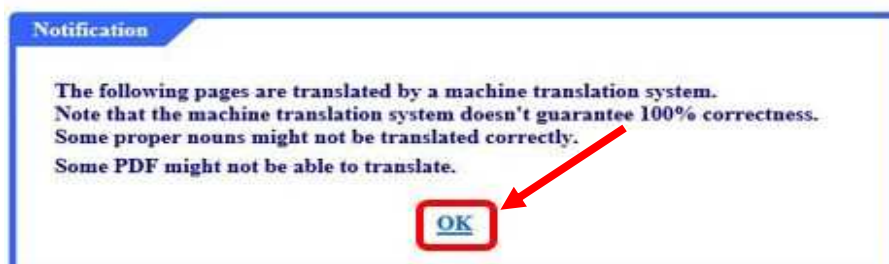 Notification
The following pages are translated by a machine translation system.
Note that the machine translation system doesn't guarantee 100% correctness.
Some proper nouns might not be translated correctly.
Some PDF might not be able to translate.
OK